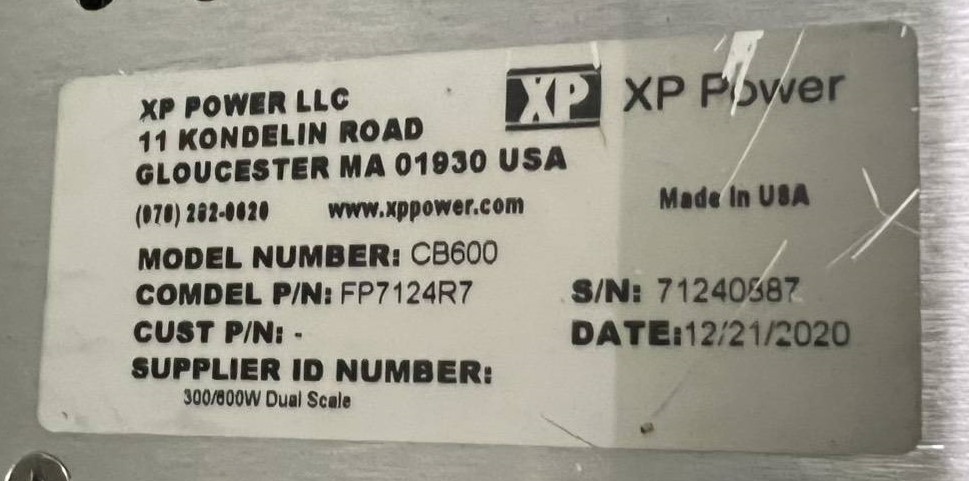 XP POWER LLC
11 KONDELIN ROAD
GLOUCESTER MA 01930 USA
XP XP Power
www.xppower.com
Made In USA
MODEL NUMBER: CB600
COMDEL P/N: FP7124R7
S/N:
CUST P/N: -
DATE:12/21/2020
SUPPLIER ID NUMBER:
300/600W Dual Scale